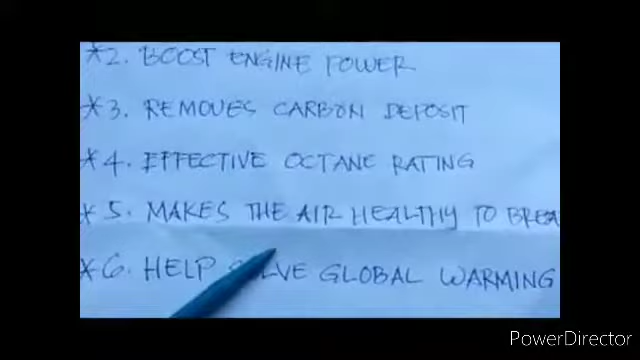 *2. BOOST ENGINE POWER
*3. REMOVES CARBON DEPOSIT
*4. EFFECTIVE OCTANE RATING
*5. MAKES THE AIR HEALTHY TO BREA
*6. HELP SOLVE GLOBAL WARMING
PowerDirector